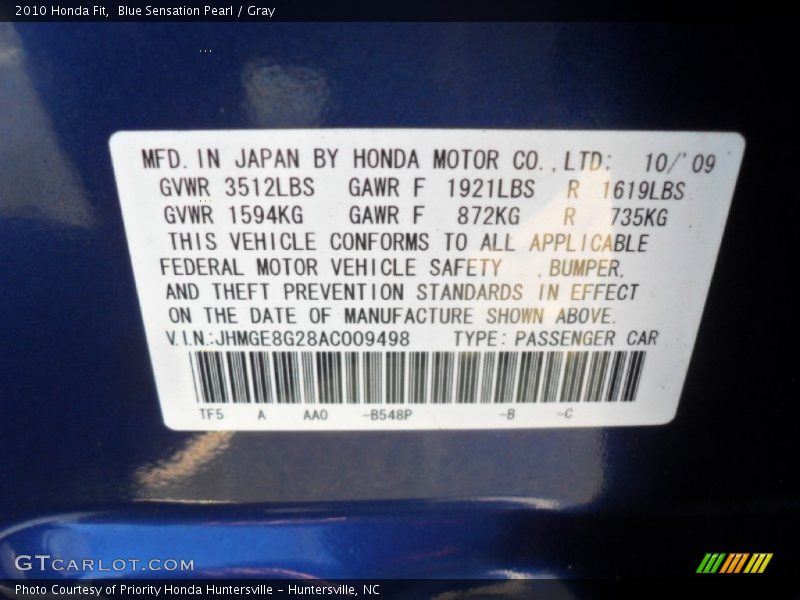 2010 Honda Fit,  Blue Sensation Pearl / Gray
MFD. IN JAPAN BY HONDA MOTOR CO., LTD; 10/'09
GVWR 3512LBS GAWR F 1921LBS R 1619LBS
GVWR 1594KG GAWR F 872KG R 735KG
THIS VEHICLE CONFORMS TO ALL APPLICABLE
FEDERAL MOTOR VEHICLE SAFETY , BUMPER,
AND THEFT PREVENTION STANDARDS IN EFFECT
ON THE DATE OF MANUFACTURE SHOWN ABOVE.
V.I.N.:JHMGE8G28AC009498 TYPE: PASSENGER CAR
TF5 A AAO -B548P -B -C
GTCARLOT.COM
Photo Courtesy of Priority Honda Huntersville - Huntersville, NC